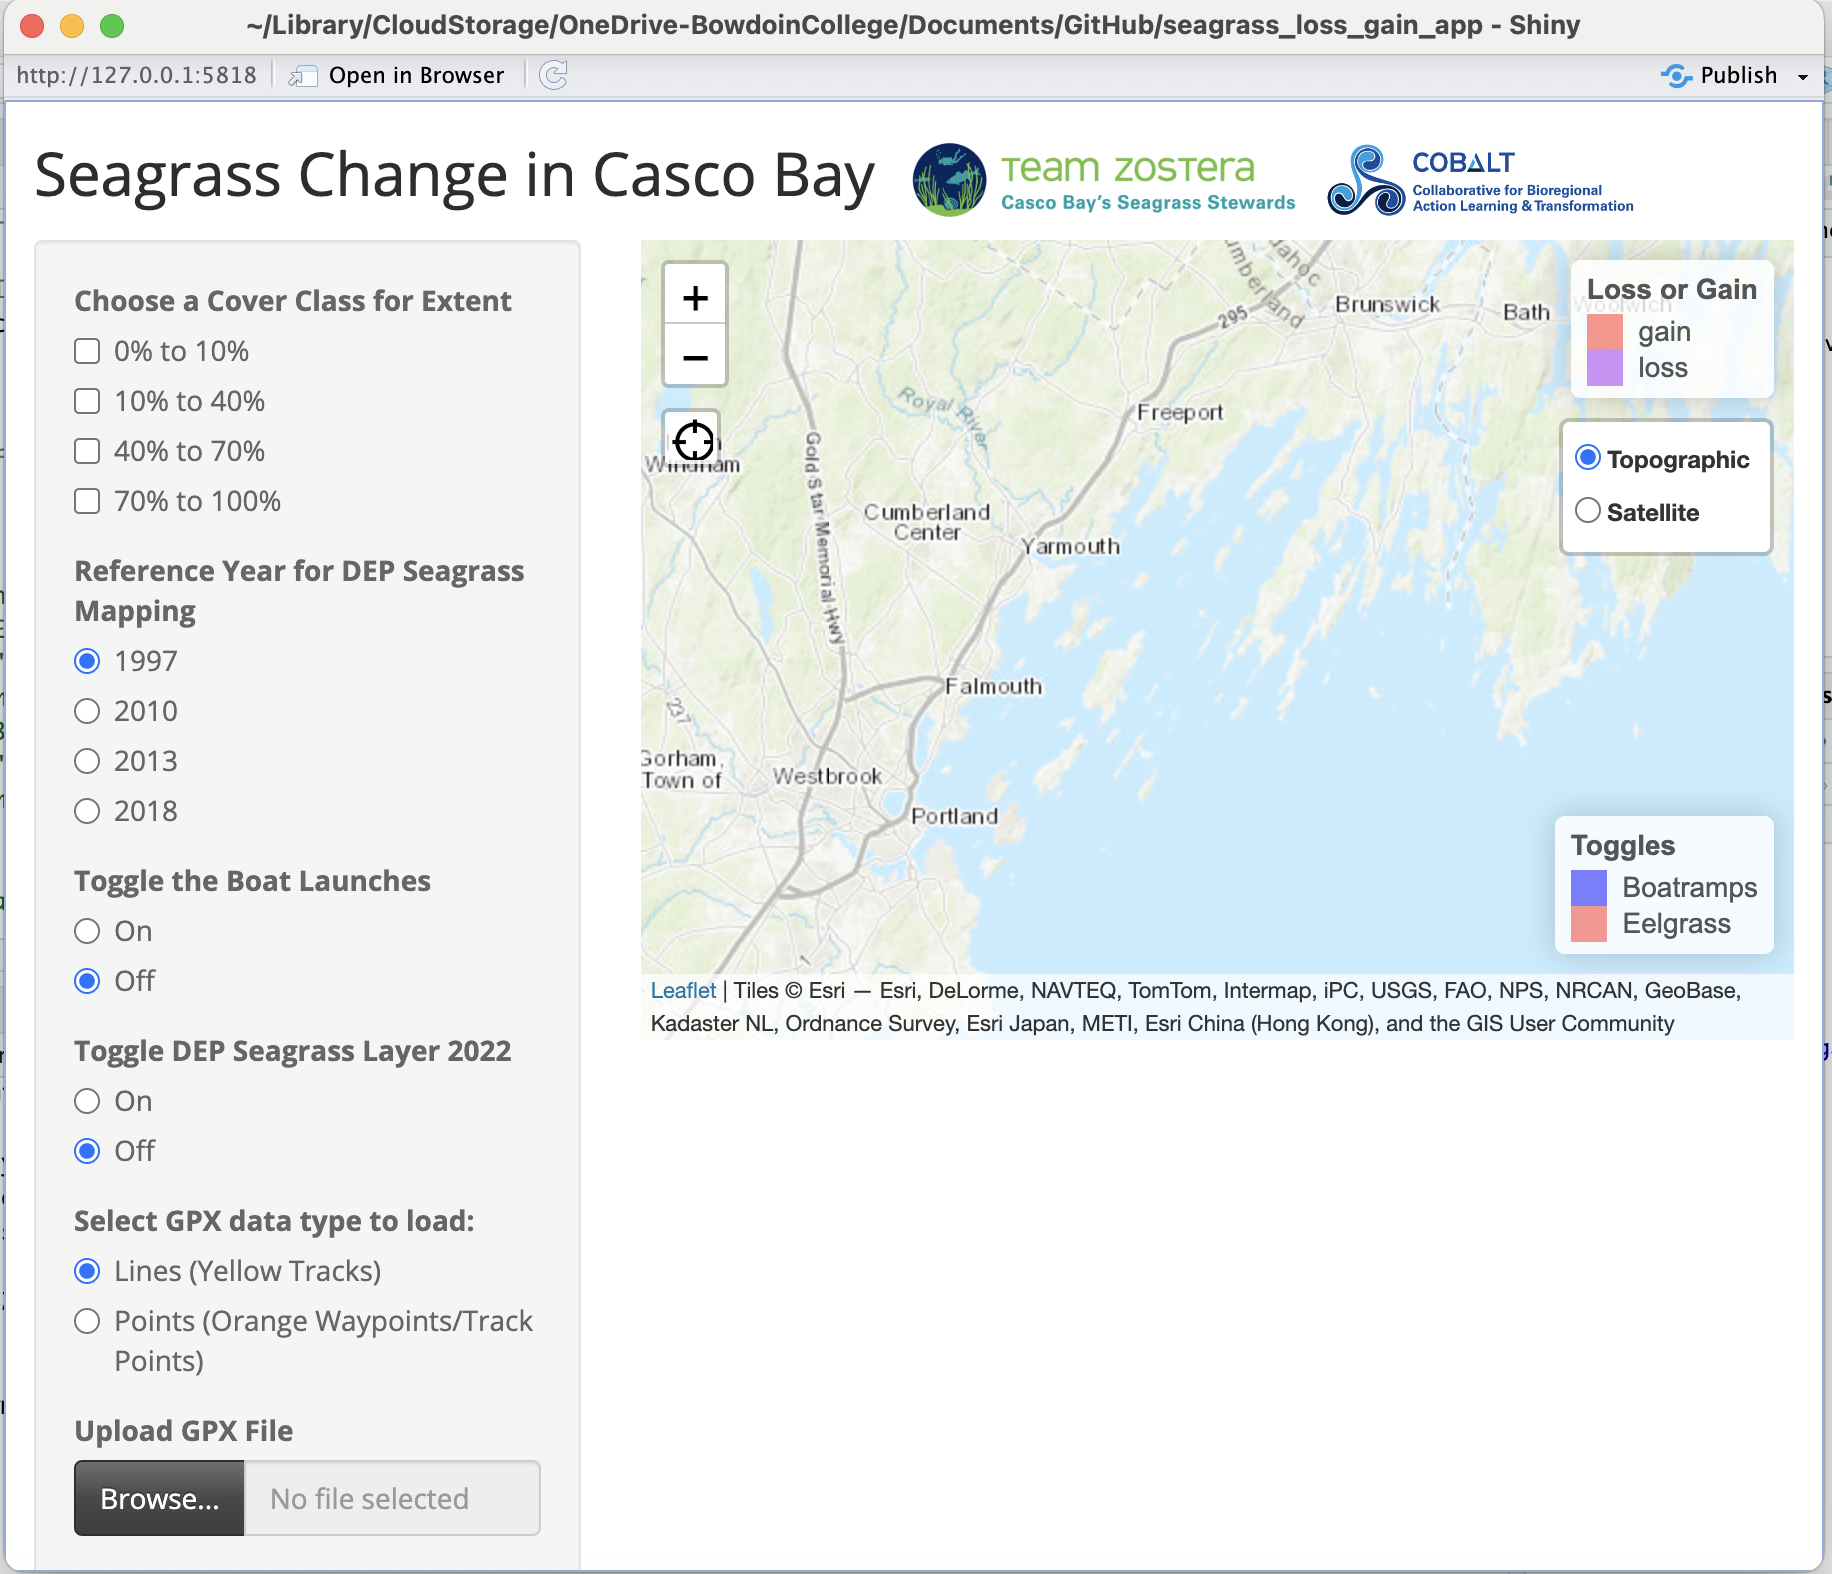 ~/Library/CloudStorage/OneDrive-BowdoinCollege/Documents/GitHub/seagrass_loss_gain_app - Shiny
http://127.0.0.1:5818
Open in Browser
Publish
Seagrass Change in Casco Bay
TEAM ZOSTERA
Casco Bay's Seagrass Stewards
COBALT
Collaborative for Bioregional
Action Learning & Transformation
Choose a Cover Class for Extent
0% to 10%
10% to 40%
40% to 70%
70% to 100%
Reference Year for DEP Seagrass
Mapping
1997
2010
2013
2018
Toggle the Boat Launches
On
Off
Toggle DEP Seagrass Layer 2022
On
Off
Select GPX data type to load:
Lines (Yellow Tracks)
Points (Orange Waypoints/Track
Points)
Upload GPX File
Browse...
No file selected
+
−
295
Brunswick
Bath
Woolwich
Royal River
Freeport
Windham
Gold Star Memorial Hwy
Cumberland
Center
Yarmouth
Falmouth
237
Gorham,
Town of
Westbrook
Portland
Loss or Gain
gain
loss
Topographic
Satellite
Toggles
Boatramps
Eelgrass
Leaflet | Tiles © Esri — Esri, DeLorme, NAVTEQ, TomTom, Intermap, iPC, USGS, FAO, NPS, NRCAN, GeoBase,
Kadaster NL, Ordnance Survey, Esri Japan, METI, Esri China (Hong Kong), and the GIS User Community